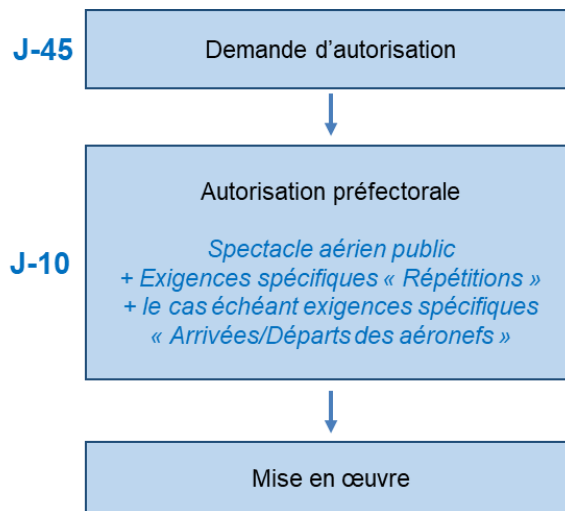 J-45
Demande d'autorisation
Autorisation préfectorale
J-10
Spectacle aérien public
+ Exigences spécifiques « Répétitions »
+ le cas échéant exigences spécifiques
« Arrivées/Départs des aéronefs »
Mise en œuvre